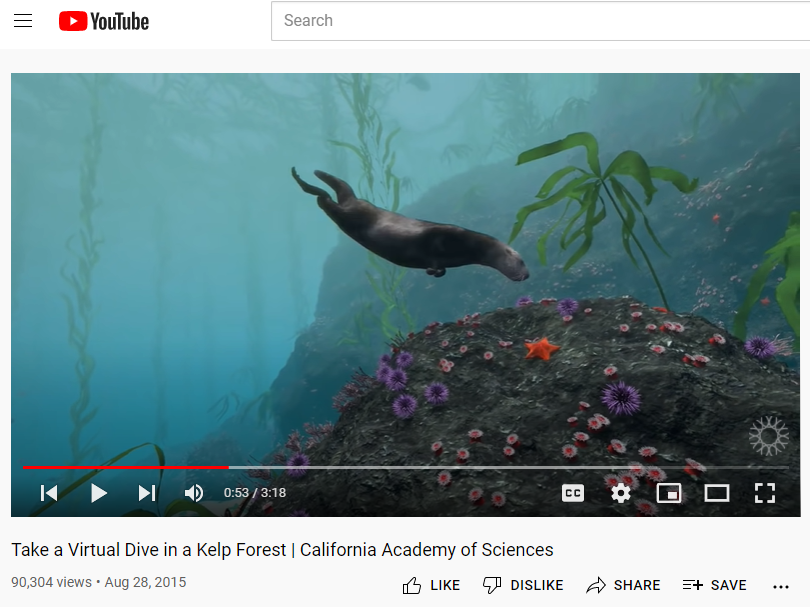 YouTube
Search
0:53 / 3:18
CC
Take a Virtual Dive in a Kelp Forest | California Academy of Sciences
90,304 views • Aug 28, 2015
LIKE
DISLIKE
SHARE
SAVE